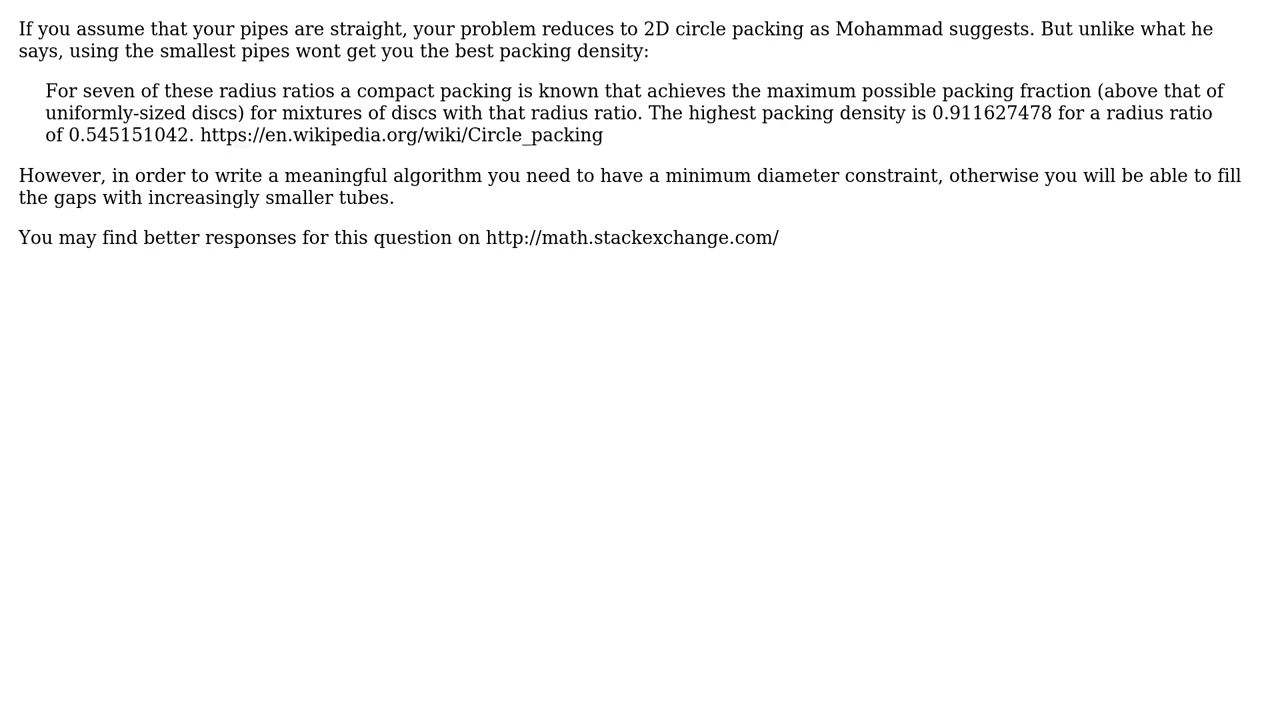 If you assume that your pipes are straight, your problem reduces to 2D circle packing as Mohammad suggests. But unlike what he
says, using the smallest pipes wont get you the best packing density:
For seven of these radius ratios a compact packing is known that achieves the maximum possible packing fraction (above that of
uniformly-sized discs) for mixtures of discs with that radius ratio. The highest packing density is 0.911627478 for a radius ratio
of 0.545151042. https://en.wikipedia.org/wiki/Circle_packing
However, in order to write a meaningful algorithm you need to have a minimum diameter constraint, otherwise you will be able to fill
the gaps with increasingly smaller tubes.
You may find better responses for this question on http://math.stackexchange.com/